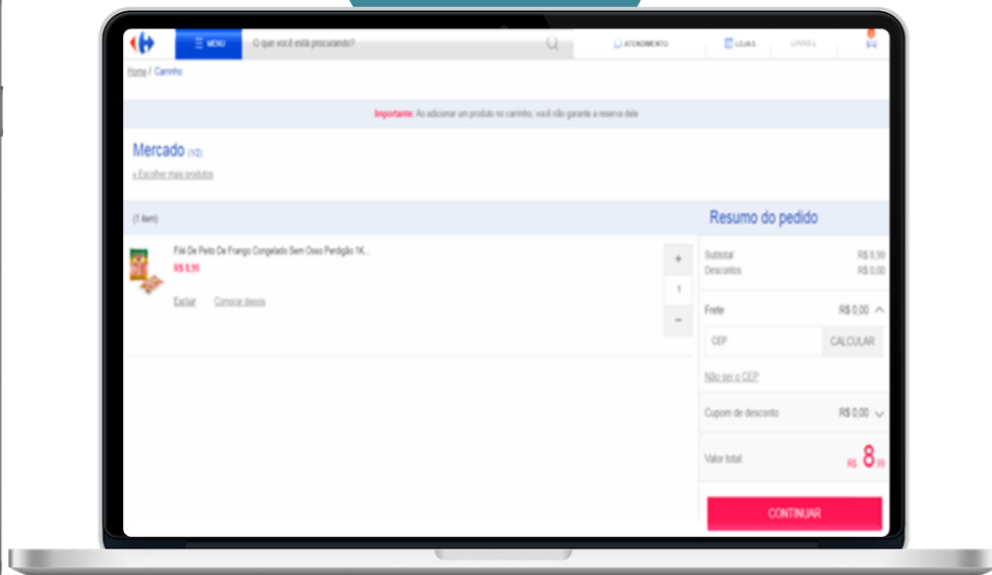 MENU
O que você está procurando?
ATENDIMENTO
LOJAS
Home / Carrinho
Importante: Ao adicionar um produto no carrinho, você não garante a reserva dele
Mercado (1/2)
« Escolher mais produtos
(1 item)
Filé De Peito De Frango Congelado Sem Osso Perdigão 1K...
R$ 8,99
Excluir Comprar depois
+
1
-
Resumo do pedido
Subtotal R$ 8,99
Descontos R$ 0,00
Frete R$ 0,00
CEP CALCULAR
Não sei o CEP
Cupom de desconto R$ 0,00
Valor total: R$ 8,99
CONTINUAR